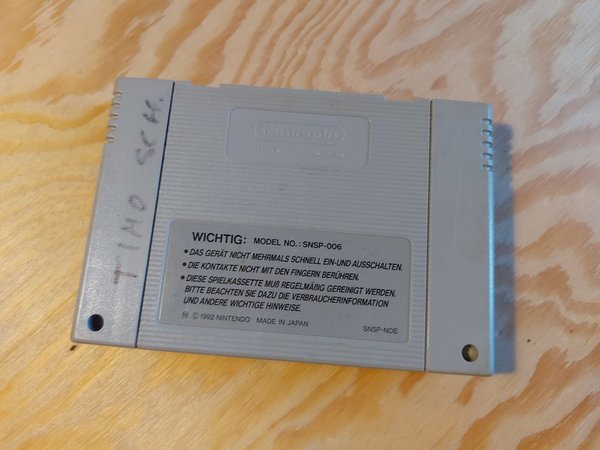 Nintendo
WICHTIG: MODEL NO.: SNSP-006
• DAS GERÄT NICHT MEHRMALS SCHNELL EIN-UND AUSSCHALTEN.
• DIE KONTAKTE NICHT MIT DEN FINGERN BERÜHREN.
• DIESE SPIELKASSETTE MUß REGELMÄßIG GEREINIGT WERDEN.
BITTE BEACHTEN SIE DAZU DIE VERBRAUCHERINFORMATION
UND ANDERE WICHTIGE HINWEISE.
M © 1992 NINTENDO MADE IN JAPAN SNSP-NOE
TIMO SCH.